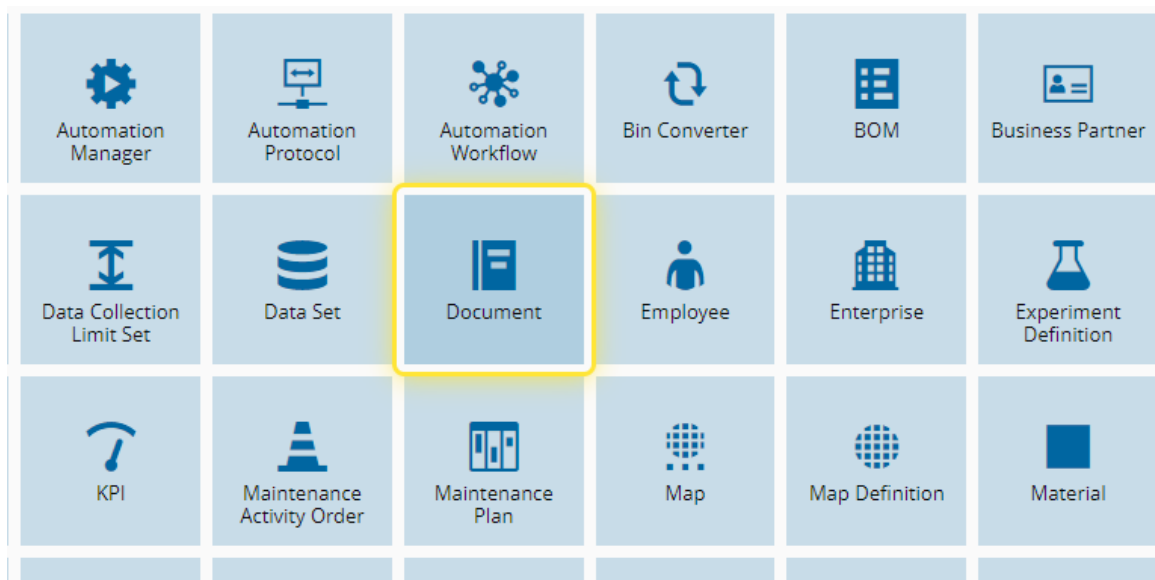 Automation
Manager
Automation
Protocol
Automation
Workflow
Bin Converter
BOM
Business Partner
Data Collection
Limit Set
Data Set
Document
Employee
Enterprise
Experiment
Definition
KPI
Maintenance
Activity Order
Maintenance
Plan
Map
Map Definition
Material